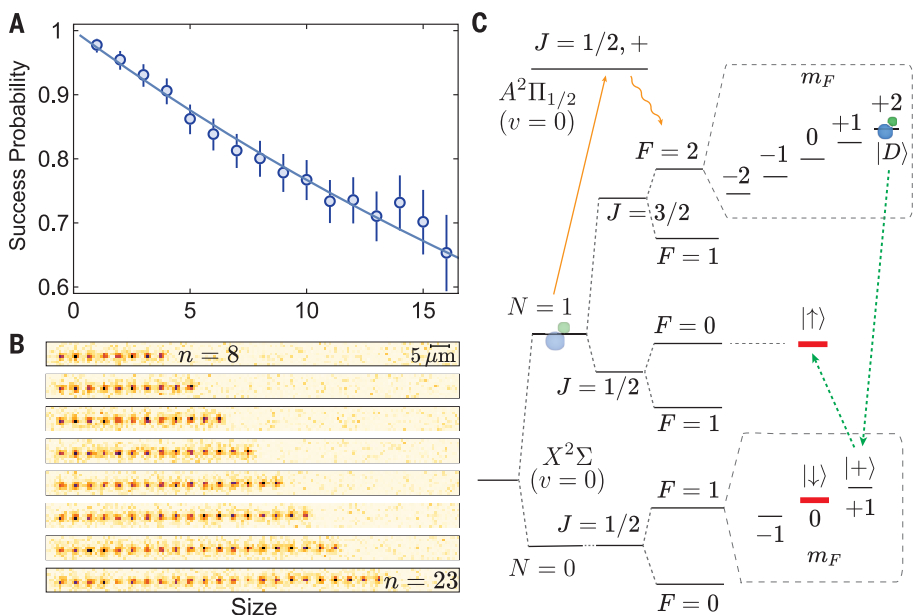 A
Success Probability
1
0.9
0.8
0.7
0.6
0
5
10
15
B
n = 8
5 μm
n = 23
Size
C
J = 1/2, +
A²Π₁/₂
(v = 0)
m_F
+2
+1
0
−1
−2
|D⟩
F = 2
J = 3/2
F = 1
N = 1
F = 0
|↑⟩
J = 1/2
F = 1
X²Σ
(v = 0)
F = 1
|↓⟩
|+⟩
−1
0
+1
m_F
J = 1/2
N = 0
F = 0